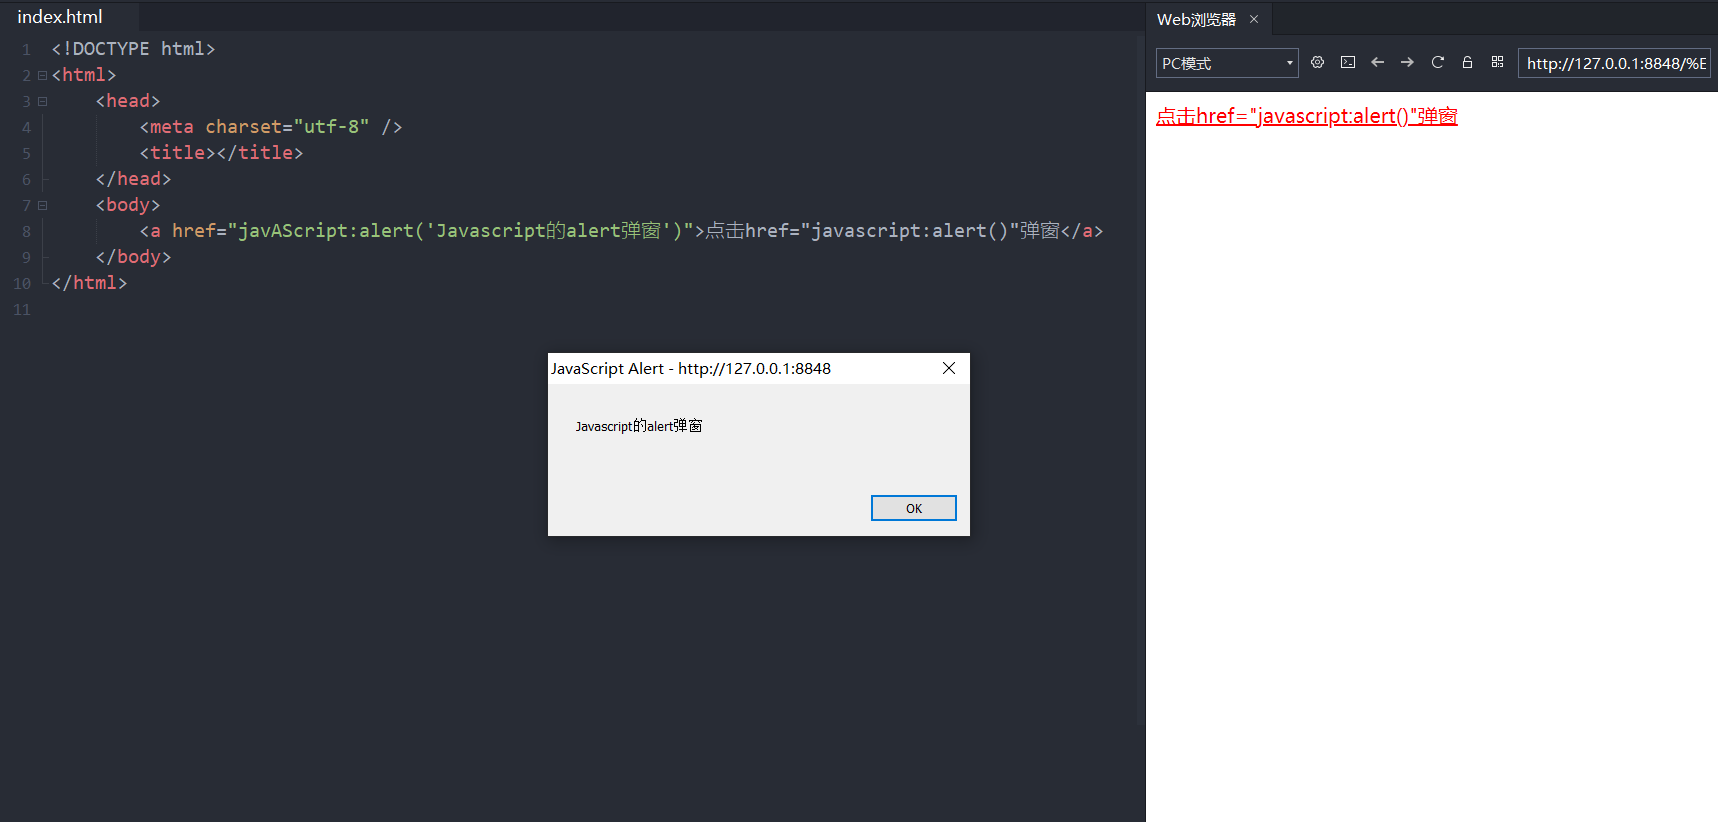 index.html
1 <!DOCTYPE html>
2 <html>
3 <head>
4 <meta charset="utf-8" />
5 <title></title>
6 </head>
7 <body>
8 <a href="javAScript:alert('Javascript的alert弹窗')">点击href="javascript:alert()"弹窗</a>
9 </body>
10 </html>
11
JavaScript Alert - http://127.0.0.1:8848
Javascript的alert弹窗
OK
Web浏览器
PC模式
http://127.0.0.1:8848/%E
点击href="javascript:alert()"弹窗